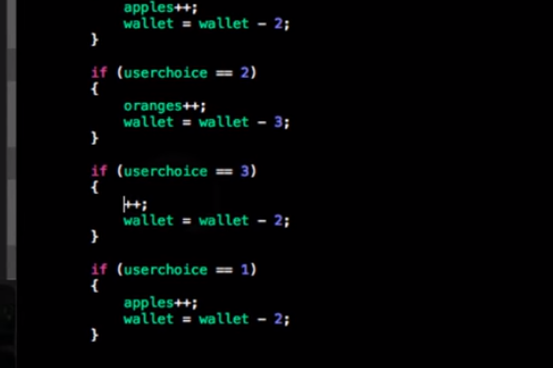 apples++;
wallet = wallet - 2;
}
if (userchoice == 2)
{
oranges++;
wallet = wallet - 3;
}
if (userchoice == 3)
{
++;
wallet = wallet - 2;
}
if (userchoice == 1)
{
apples++;
wallet = wallet - 2;
}